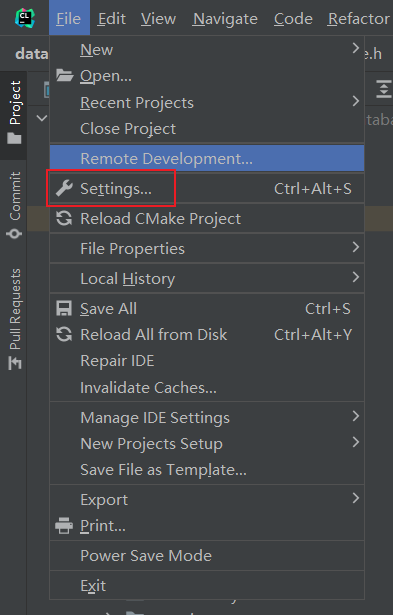 CL
File Edit View Navigate Code Refactor
data
e.h
New
Open...
Recent Projects
Close Project
Remote Development...
Settings... Ctrl+Alt+S
Reload CMake Project
File Properties
Local History
Save All Ctrl+S
Reload All from Disk Ctrl+Alt+Y
Repair IDE
Invalidate Caches...
Manage IDE Settings
New Projects Setup
Save File as Template...
Export
Print...
Power Save Mode
Exit
Project
Commit
Pull Requests
taba